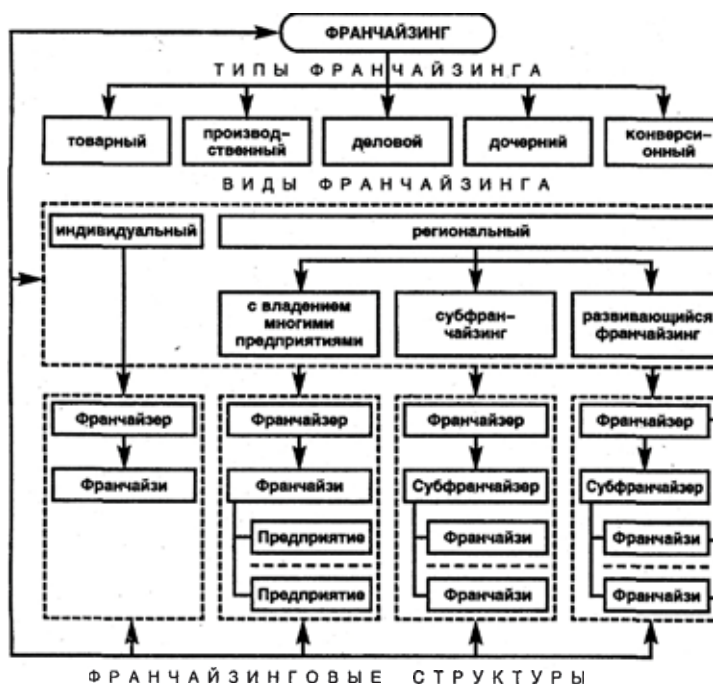 ФРАНЧАЙЗИНГ
ТИПЫ ФРАНЧАЙЗИНГА
товарный
производ-
ственный
деловой
дочерний
конверси-
онный
ВИДЫ ФРАНЧАЙЗИНГА
индивидуальный
региональный
с владением
многими
предприятиями
субфран-
чайзинг
развивающийся
франчайзинг
Франчайзер
Франчайзи
Франчайзер
Франчайзи
Предприятие
Предприятие
Франчайзер
Субфранчайзер
Франчайзи
Франчайзи
Франчайзер
Субфранчайзер
Франчайзи
Франчайзи
ФРАНЧАЙЗИНГОВЫЕ СТРУКТУРЫ